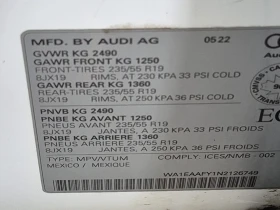 MFD. BY AUDI AG 05/22
GVWR KG 2490
GAWR FRONT KG 1250
FRONT-TIRES 235/55 R19
8JX19 RIMS, AT 230 KPA 33 PSI COLD
GAWR REAR KG 1360
REAR-TIRES 235/55 R19
8JX19 RIMS, AT 250 KPA 36 PSI COLD
PNVB KG 2490
PNBE KG AVANT 1250
PNEUS AVANT 235/55 R19
8JX19 JANTES, A 230 KPA 33 PSI FROIDS
PNBE KG ARRIERE 1360
PNEUS ARRIERE 235/55 R19
8JX19 JANTES, A 250 KPA 36 PSI FROIDS
TYPE: MPV/VTUM COMPLY. ICES/NMB-002
MEXICO / MEXIQUE
WA1EAAFY1N2126749